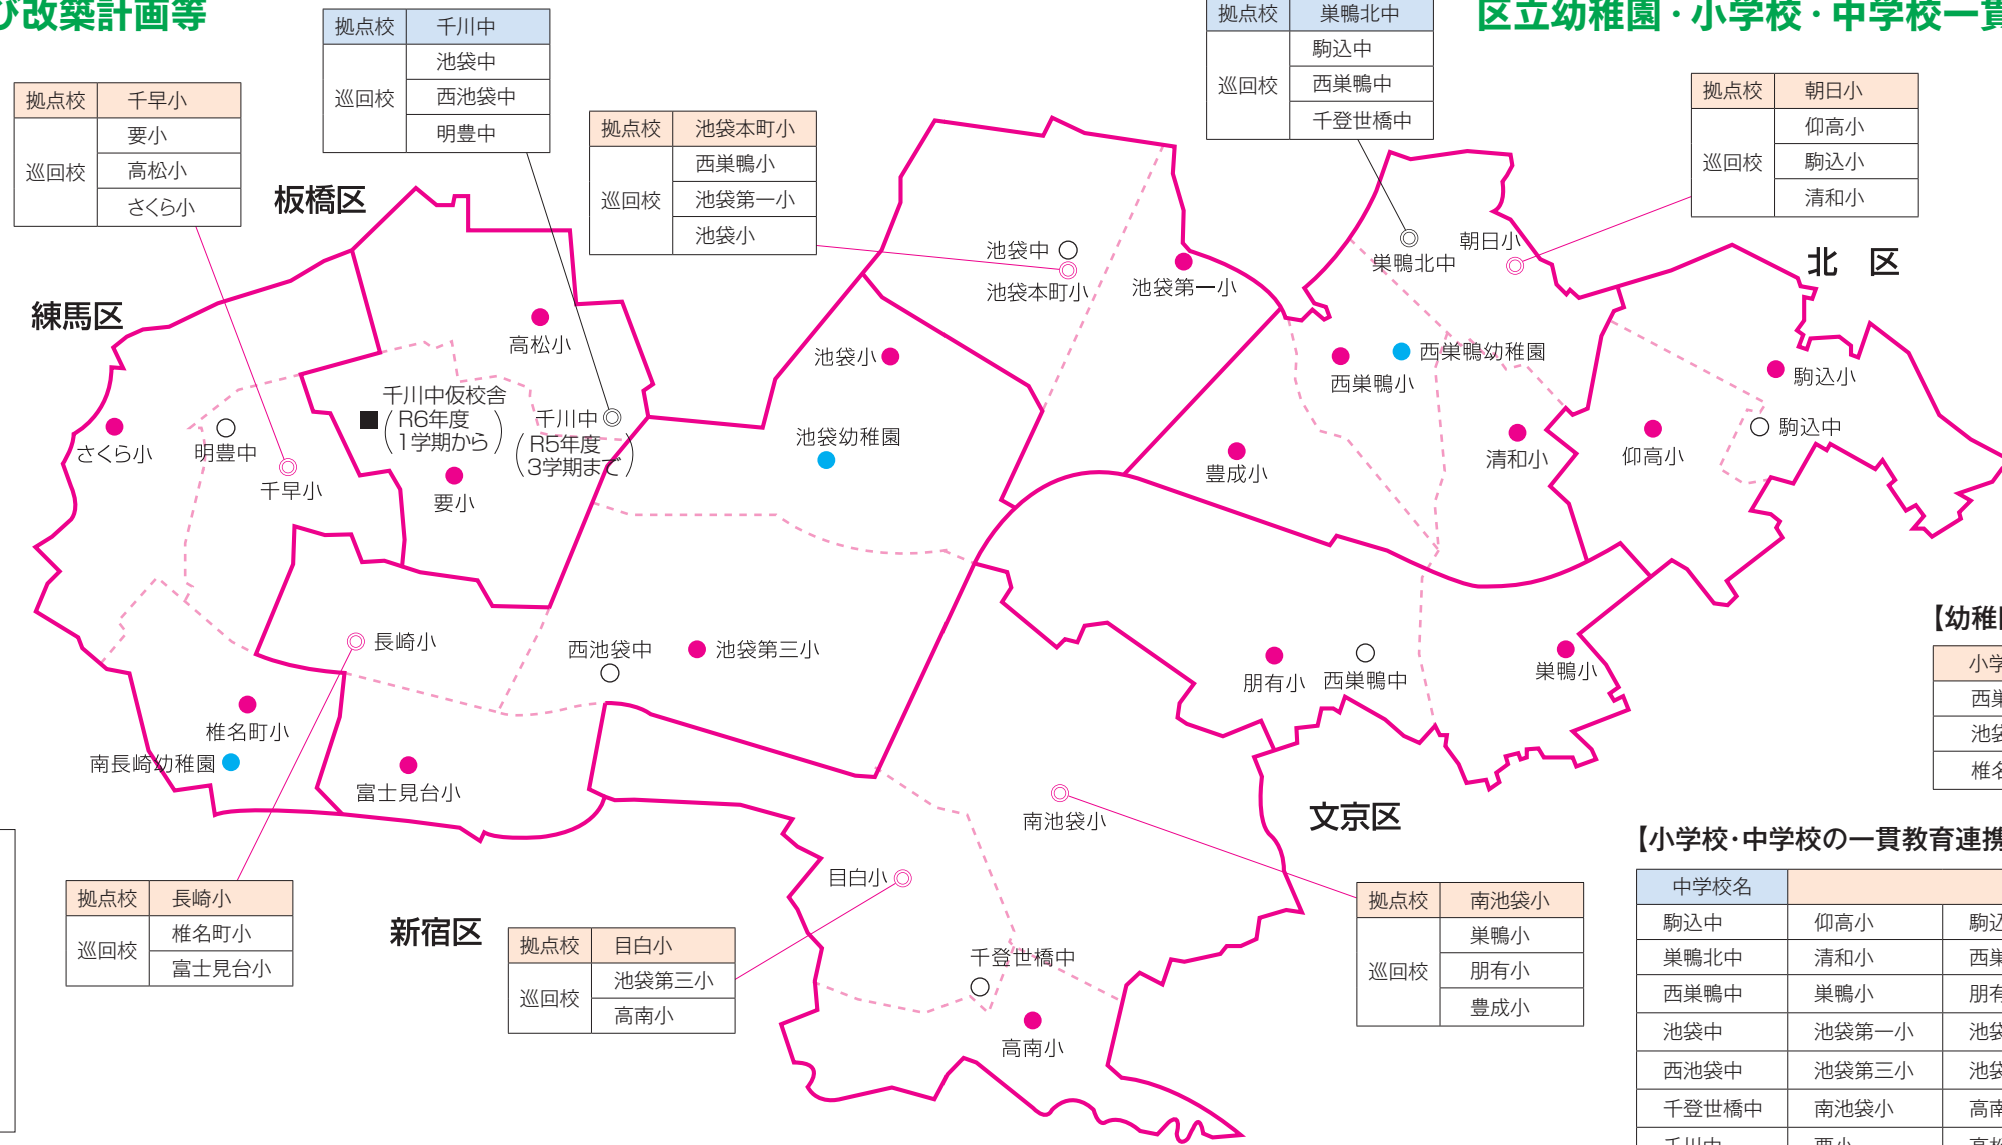 び改築計画等
区立幼稚園・小学校・中学校一貫
拠点校 千川中
巡回校 池袋中
西池袋中
明豊中
拠点校 巣鴨北中
巡回校 駒込中
西巣鴨中
千登世橋中
拠点校 千早小
巡回校 要小
高松小
さくら小
拠点校 池袋本町小
巡回校 西巣鴨小
池袋第一小
池袋小
拠点校 朝日小
巡回校 仰高小
駒込小
清和小
板橋区
練馬区
北 区
池袋中
池袋本町小
池袋第一小
巣鴨北中
朝日小
高松小
池袋小
西巣鴨小
西巣鴨幼稚園
駒込小
千川中仮校舎
(R6年度
1学期から)
千川中
(R5年度
3学期まで)
さくら小
明豊中
千早小
要小
池袋幼稚園
豊成小
清和小
仰高小
駒込中
長崎小
西池袋中
池袋第三小
朋有小
西巣鴨中
巣鴨小
椎名町小
南長崎幼稚園
富士見台小
南池袋小
文京区
目白小
新宿区
千登世橋中
高南小
拠点校 長崎小
巡回校 椎名町小
富士見台小
拠点校 目白小
巡回校 池袋第三小
高南小
拠点校 南池袋小
巡回校 巣鴨小
朋有小
豊成小
【幼稚
小学
西巣
池袋
椎名
【小学校・中学校の一貫教育連携
中学校名
駒込中 仰高小 駒込
巣鴨北中 清和小 西巣
西巣鴨中 巣鴨小 朋有
池袋中 池袋第一小 池袋
西池袋中 池袋第三小 池袋
千登世橋中 南池袋小 高南
千川中 要小 高松